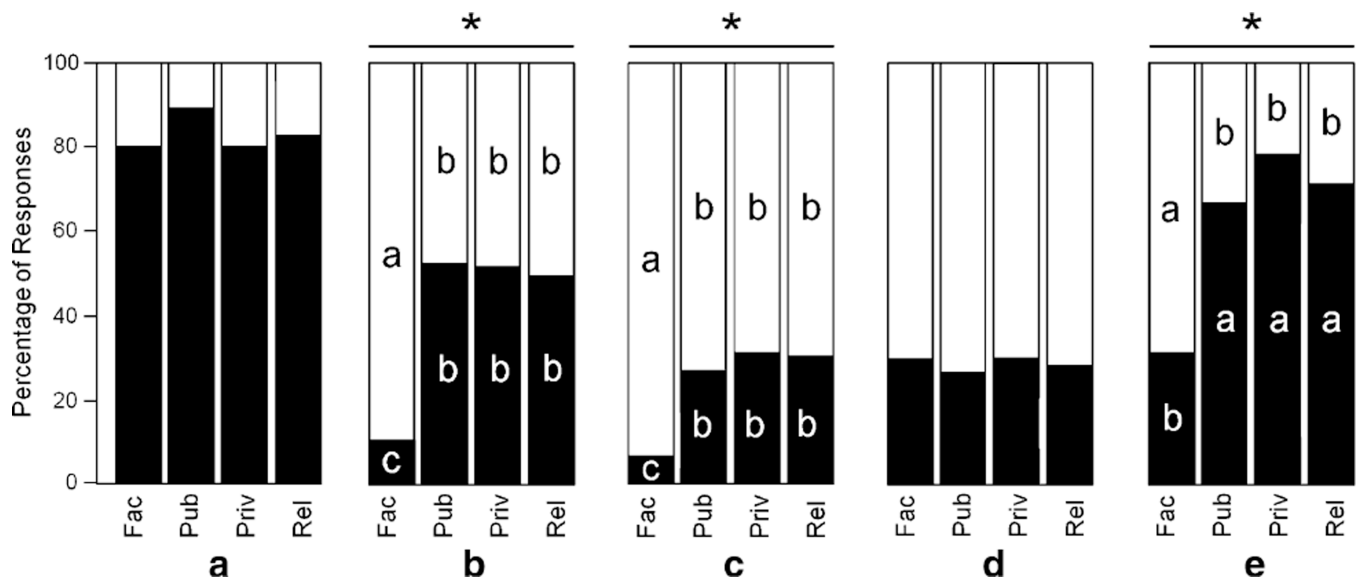 * * *
100
80
60
40
20
0
Percentage of Responses
b b b
a
b b b
c
b b b
a
b b b
c
b b b
a
a a a
b
Fac Pub Priv Rel
Fac Pub Priv Rel
Fac Pub Priv Rel
Fac Pub Priv Rel
Fac Pub Priv Rel
a b c d e